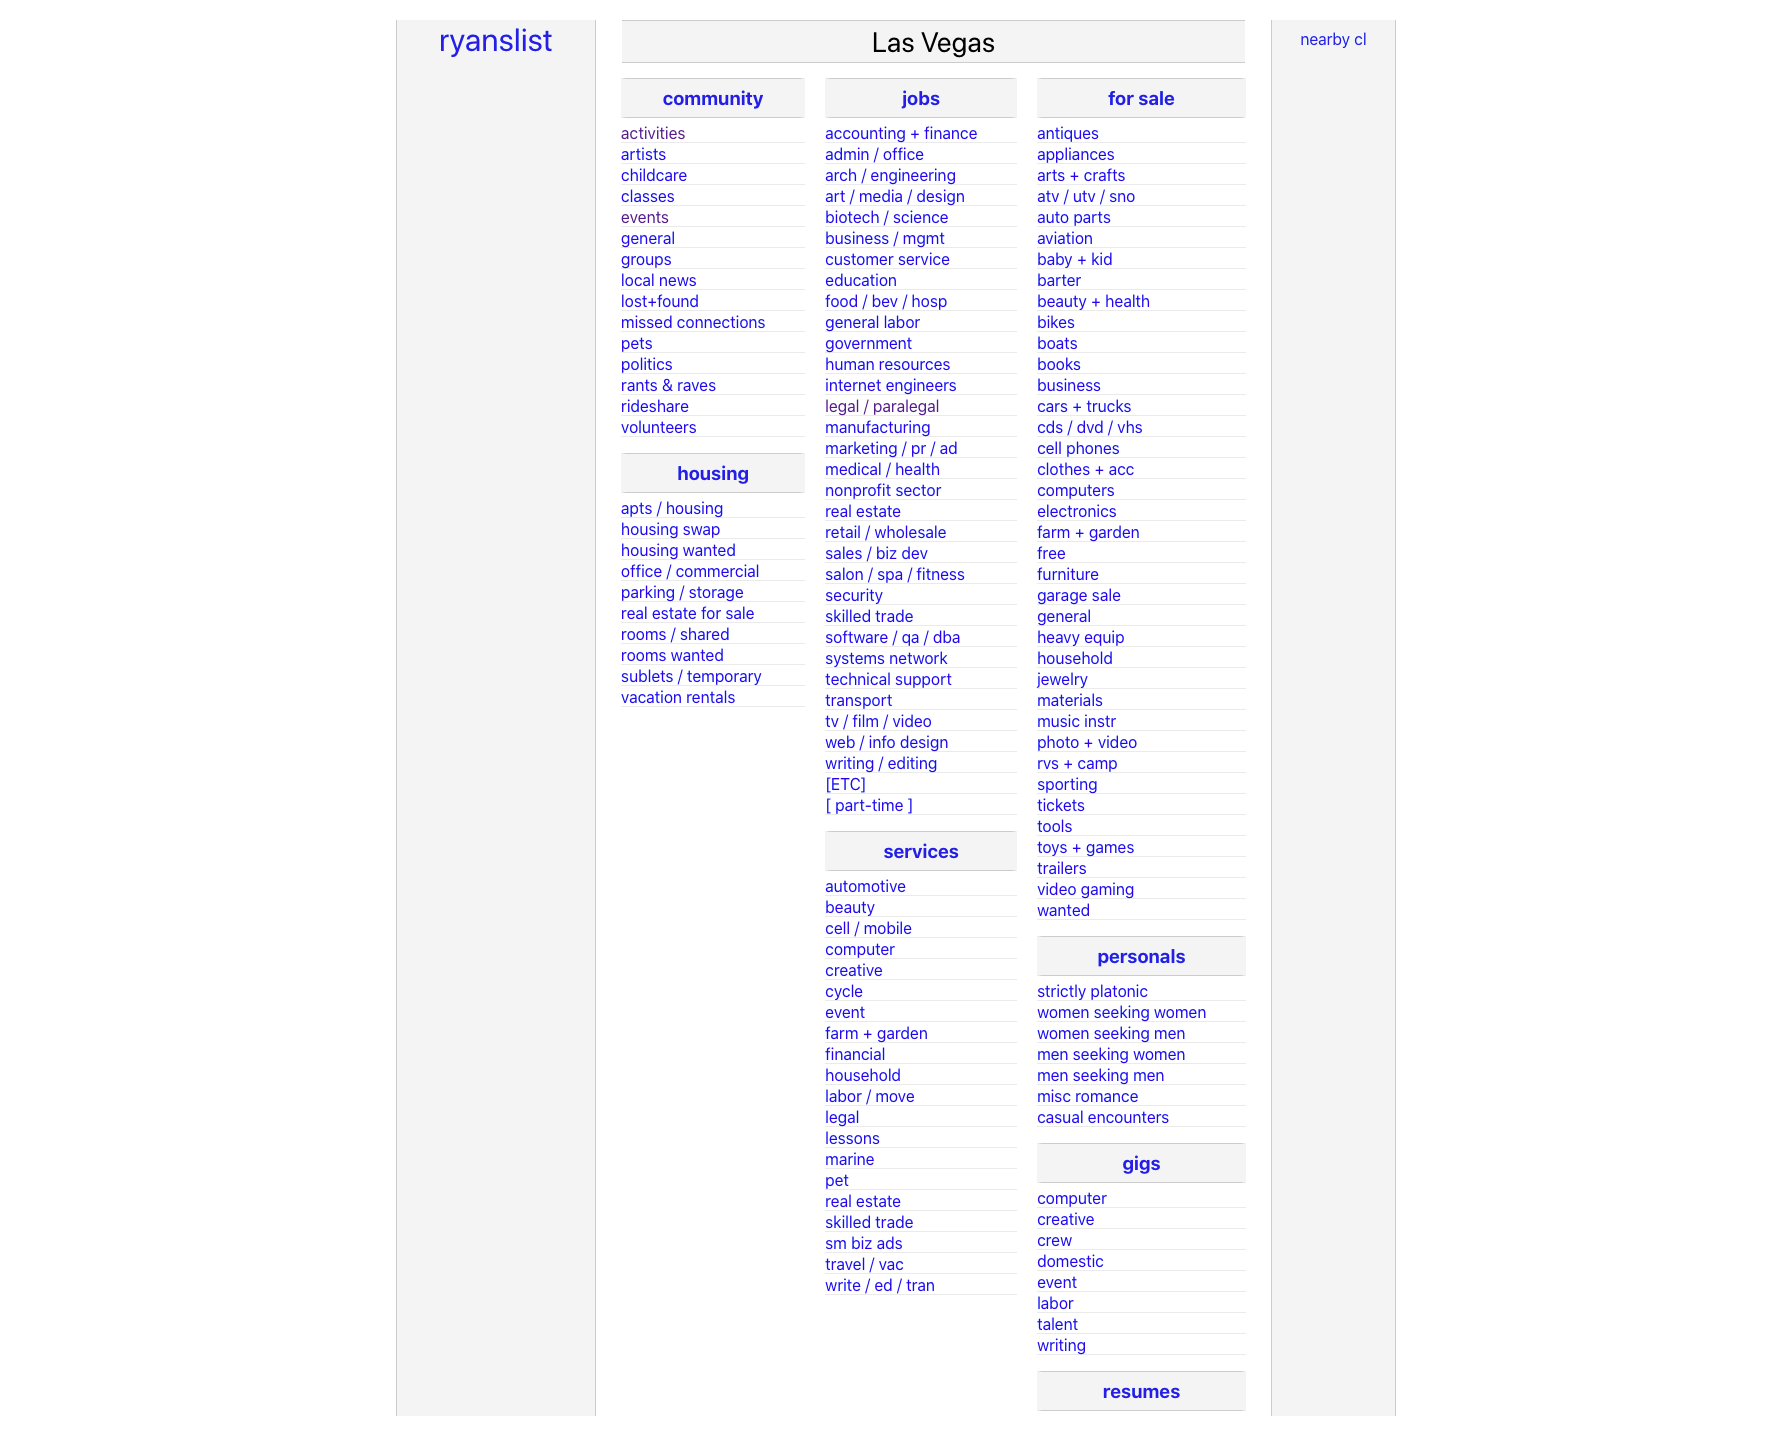 ryanslist
Las Vegas
nearby cl
community
activities
artists
childcare
classes
events
general
groups
local news
lost+found
missed connections
pets
politics
rants & raves
rideshare
volunteers
housing
apts / housing
housing swap
housing wanted
office / commercial
parking / storage
real estate for sale
rooms / shared
rooms wanted
sublets / temporary
vacation rentals
jobs
accounting + finance
admin / office
arch / engineering
art / media / design
biotech / science
business / mgmt
customer service
education
food / bev / hosp
general labor
government
human resources
internet engineers
legal / paralegal
manufacturing
marketing / pr / ad
medical / health
nonprofit sector
real estate
retail / wholesale
sales / biz dev
salon / spa / fitness
security
skilled trade
software / qa / dba
systems network
technical support
transport
tv / film / video
web / info design
writing / editing
[ETC]
[ part-time ]
services
automotive
beauty
cell / mobile
computer
creative
cycle
event
farm + garden
financial
household
labor / move
legal
lessons
marine
pet
real estate
skilled trade
sm biz ads
travel / vac
write / ed / tran
for sale
antiques
appliances
arts + crafts
atv / utv / sno
auto parts
aviation
baby + kid
barter
beauty + health
bikes
boats
books
business
cars + trucks
cds / dvd / vhs
cell phones
clothes + acc
computers
electronics
farm + garden
free
furniture
garage sale
general
heavy equip
household
jewelry
materials
music instr
photo + video
rvs + camp
sporting
tickets
tools
toys + games
trailers
video gaming
wanted
personals
strictly platonic
women seeking women
women seeking men
men seeking women
men seeking men
misc romance
casual encounters
gigs
computer
creative
crew
domestic
event
labor
talent
writing
resumes